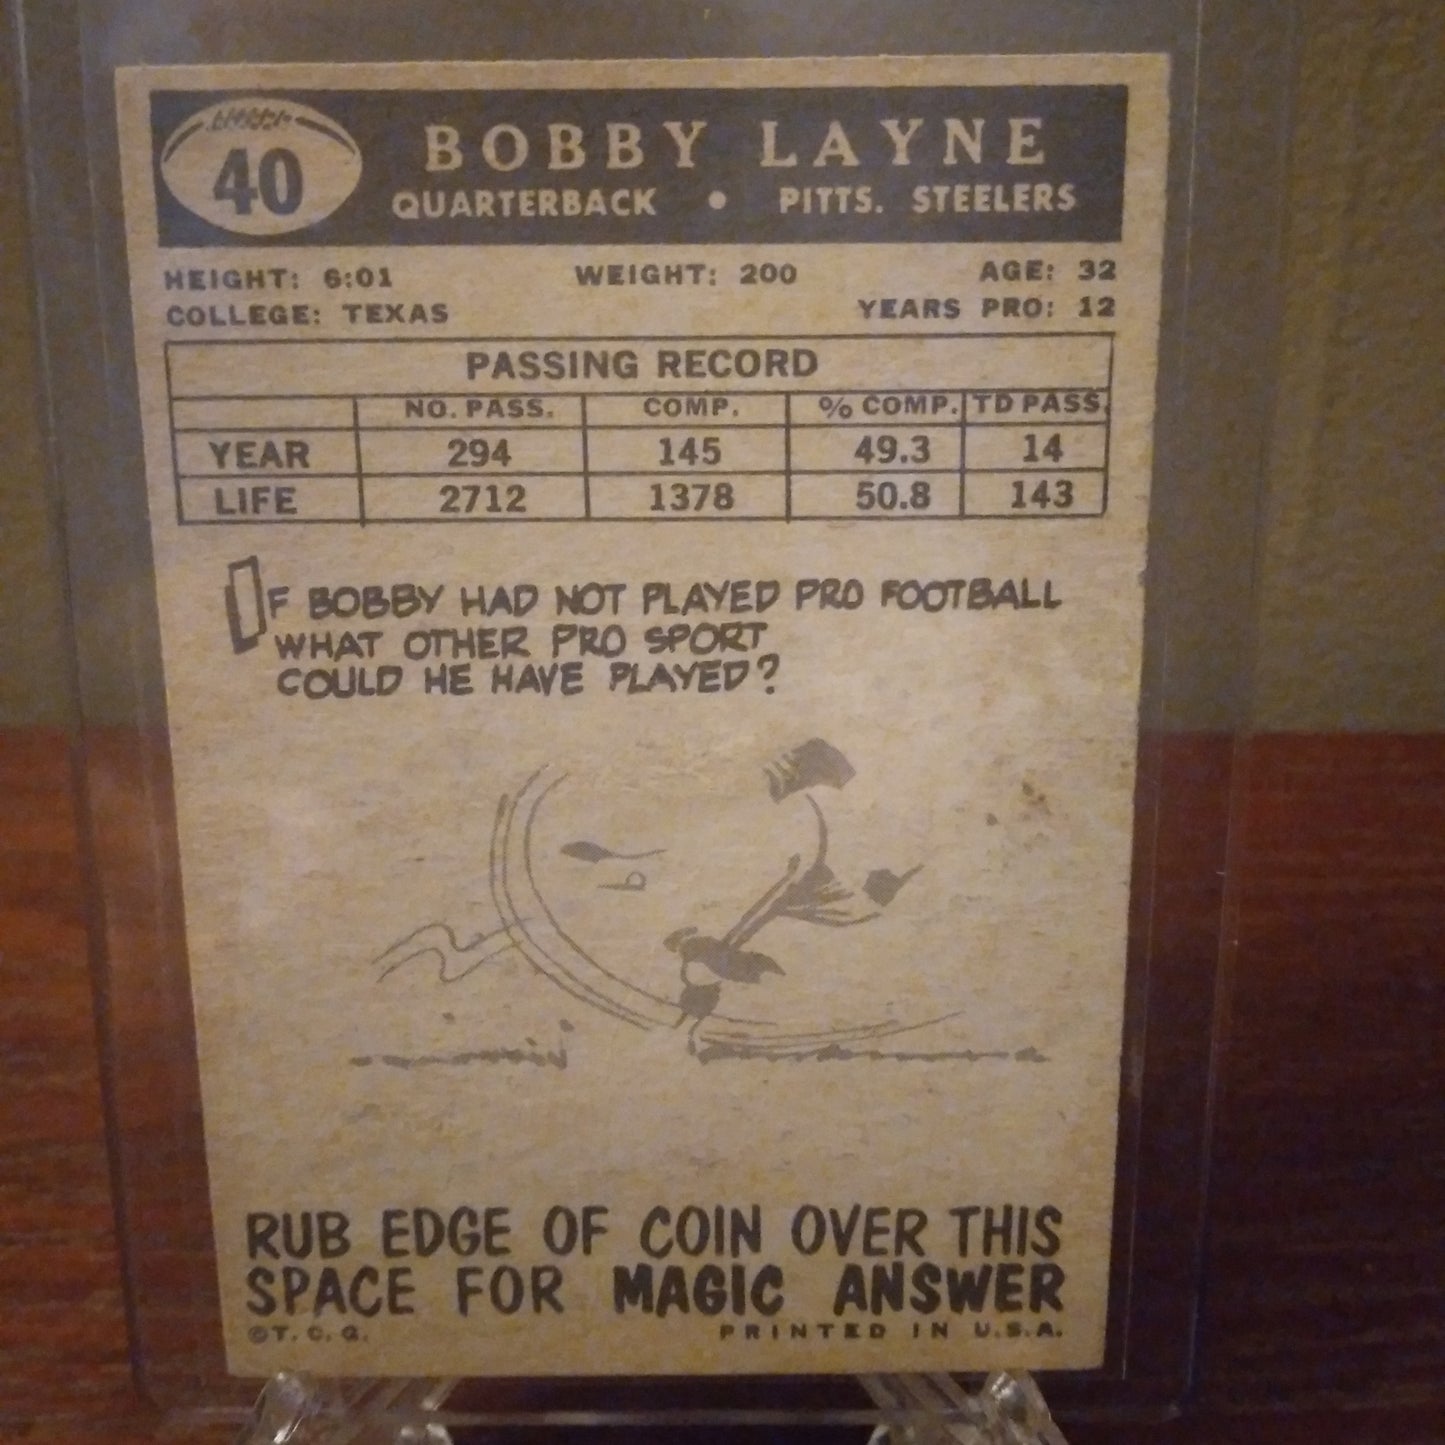 40
BOBBY LAYNE
QUARTERBACK • PITTS. STEELERS
HEIGHT: 6:01 WEIGHT: 200 AGE: 32
COLLEGE: TEXAS YEARS PRO: 12
PASSING RECORD
NO. PASS. COMP. % COMP. TD PASS.
YEAR 294 145 49.3 14
LIFE 2712 1378 50.8 143
IF BOBBY HAD NOT PLAYED PRO FOOTBALL
WHAT OTHER PRO SPORT
COULD HE HAVE PLAYED?
RUB EDGE OF COIN OVER THIS
SPACE FOR MAGIC ANSWER
©T. C. G. PRINTED IN U.S.A.